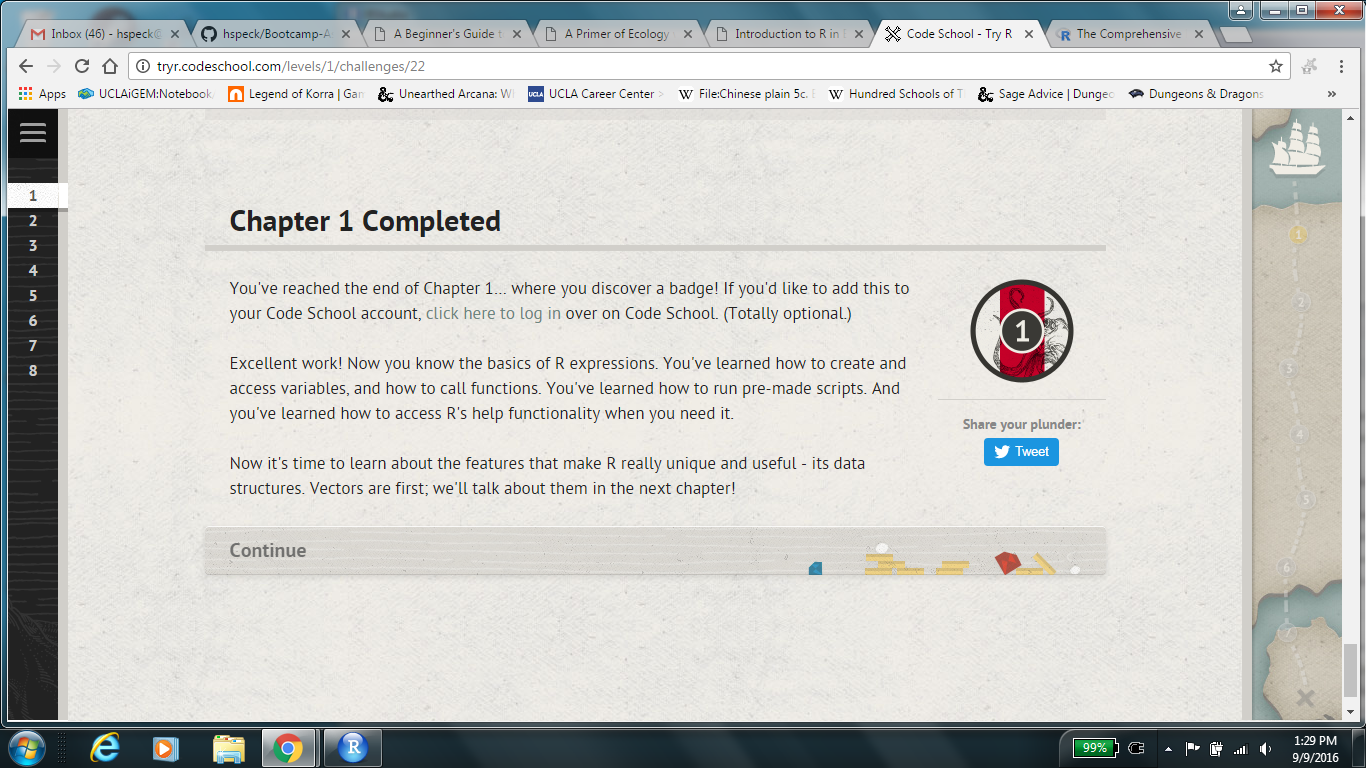 Inbox (46) - hspeck@
hspeck/Bootcamp-A
A Beginner's Guide t
A Primer of Ecology
Introduction to R in
Code School - Try R
The Comprehensive
tryr.codeschool.com/levels/1/challenges/22
Apps
UCLAiGEM:Notebook
Legend of Korra | Gam
Unearthed Arcana: W
UCLA
UCLA Career Center >
W
File:Chinese plain 5c.
W
Hundred Schools of T
Sage Advice | Dunge
Dungeons & Dragons
»
1
2
3
4
5
6
7
8
Chapter 1 Completed
You've reached the end of Chapter 1... where you discover a badge! If you'd like to add this to
your Code School account, click here to log in over on Code School. (Totally optional.)
Excellent work! Now you know the basics of R expressions. You've learned how to create and
access variables, and how to call functions. You've learned how to run pre-made scripts. And
you've learned how to access R's help functionality when you need it.
Now it's time to learn about the features that make R really unique and useful - its data
structures. Vectors are first; we'll talk about them in the next chapter!
1
Share your plunder:
Tweet
Continue
1
2
3
4
5
6
7
R
99%
1:29 PM
9/9/2016